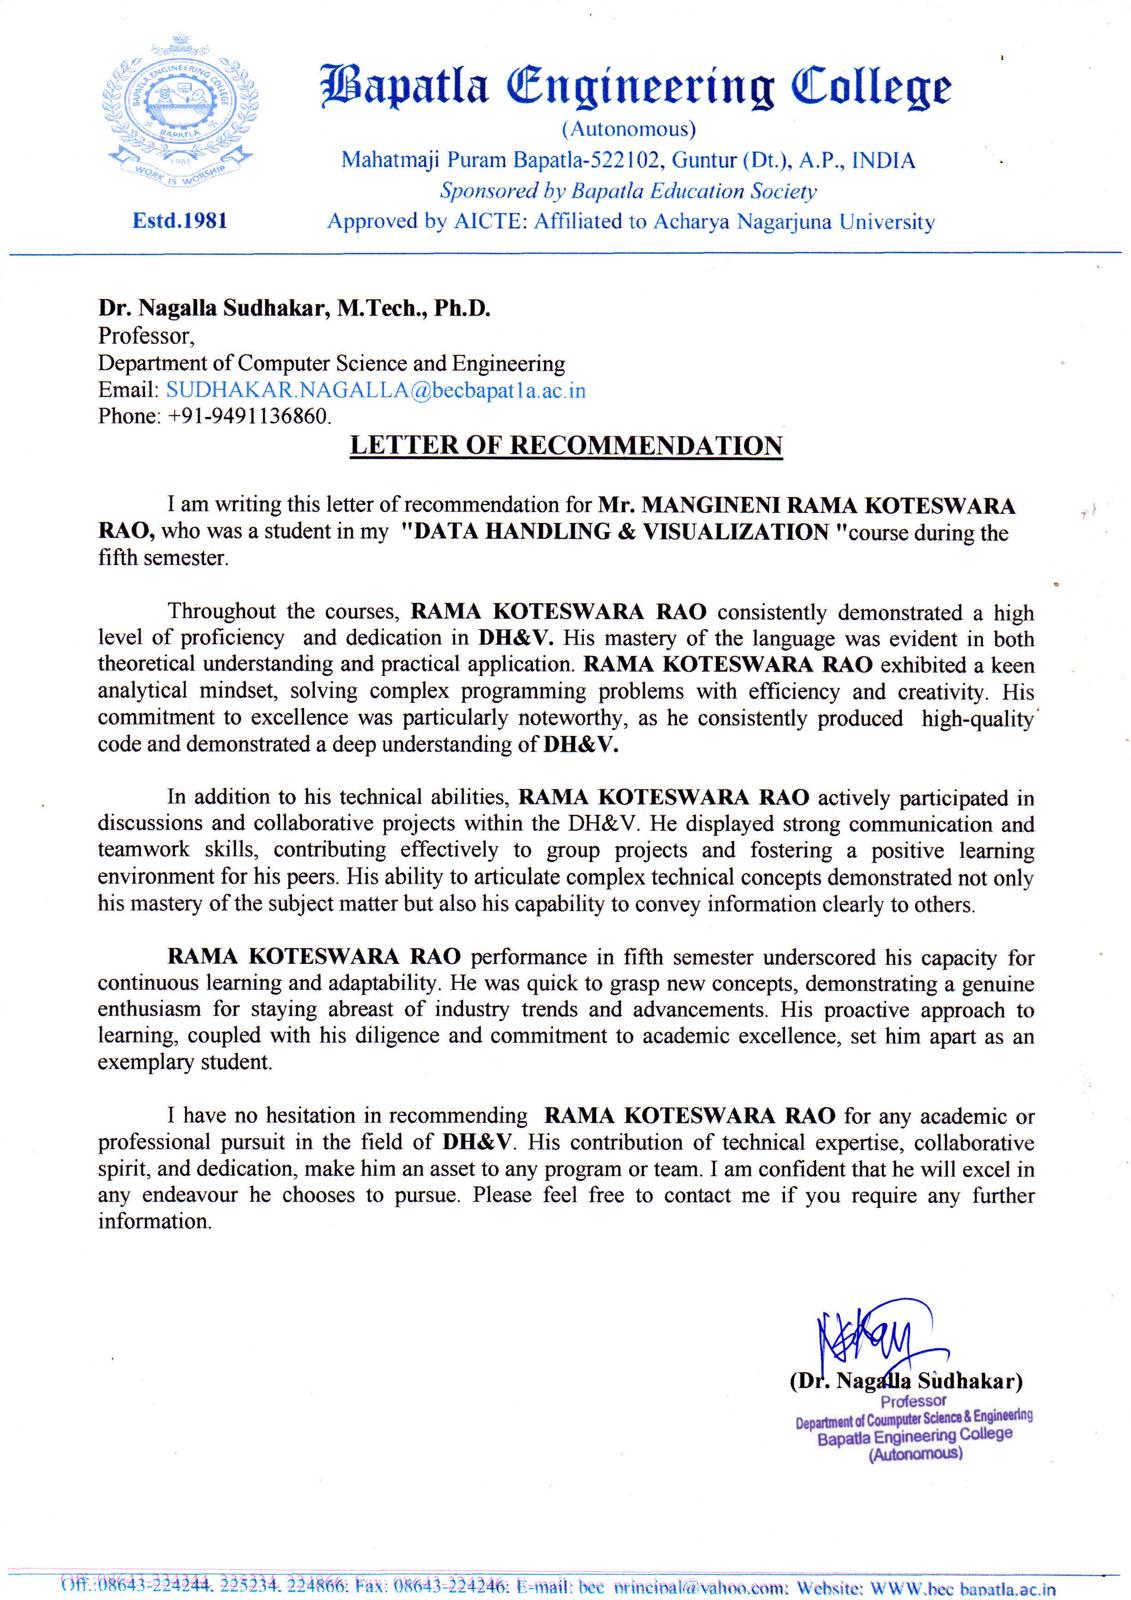 BAPATLA ENGINEERING COLLEGE
BAPATLA
1981
WORK IS WORSHIP
Estd.1981
Bapatla Engineering College
(Autonomous)
Mahatmaji Puram Bapatla-522102, Guntur (Dt.), A.P., INDIA
Sponsored by Bapatla Education Society
Approved by AICTE: Affiliated to Acharya Nagarjuna University
Dr. Nagalla Sudhakar, M.Tech., Ph.D.
Professor,
Department of Computer Science and Engineering
Email: SUDHAKAR.NAGALLA@becbapatla.ac.in
Phone: +91-9491136860.
LETTER OF RECOMMENDATION
I am writing this letter of recommendation for Mr. MANGINENI RAMA KOTESWARA
RAO, who was a student in my "DATA HANDLING & VISUALIZATION "course during the
fifth semester.
Throughout the courses, RAMA KOTESWARA RAO consistently demonstrated a high
level of proficiency and dedication in DH&V. His mastery of the language was evident in both
theoretical understanding and practical application. RAMA KOTESWARA RAO exhibited a keen
analytical mindset, solving complex programming problems with efficiency and creativity. His
commitment to excellence was particularly noteworthy, as he consistently produced high-quality
code and demonstrated a deep understanding of DH&V.
In addition to his technical abilities, RAMA KOTESWARA RAO actively participated in
discussions and collaborative projects within the DH&V. He displayed strong communication and
teamwork skills, contributing effectively to group projects and fostering a positive learning
environment for his peers. His ability to articulate complex technical concepts demonstrated not only
his mastery of the subject matter but also his capability to convey information clearly to others.
RAMA KOTESWARA RAO performance in fifth semester underscored his capacity for
continuous learning and adaptability. He was quick to grasp new concepts, demonstrating a genuine
enthusiasm for staying abreast of industry trends and advancements. His proactive approach to
learning, coupled with his diligence and commitment to academic excellence, set him apart as an
exemplary student.
I have no hesitation in recommending RAMA KOTESWARA RAO for any academic or
professional pursuit in the field of DH&V. His contribution of technical expertise, collaborative
spirit, and dedication, make him an asset to any program or team. I am confident that he will excel in
any endeavour he chooses to pursue. Please feel free to contact me if you require any further
information.
(Dr. Nagalla Sudhakar)
Professor
Department of Coumputer Science & Engineering
Bapatla Engineering College
(Autonomous)
Off.:08643-224244, 225234, 224866: Fax: 08643-224246: E-mail: bec_principal@yahoo.com: Website: WWW.bec bapatla.ac.in